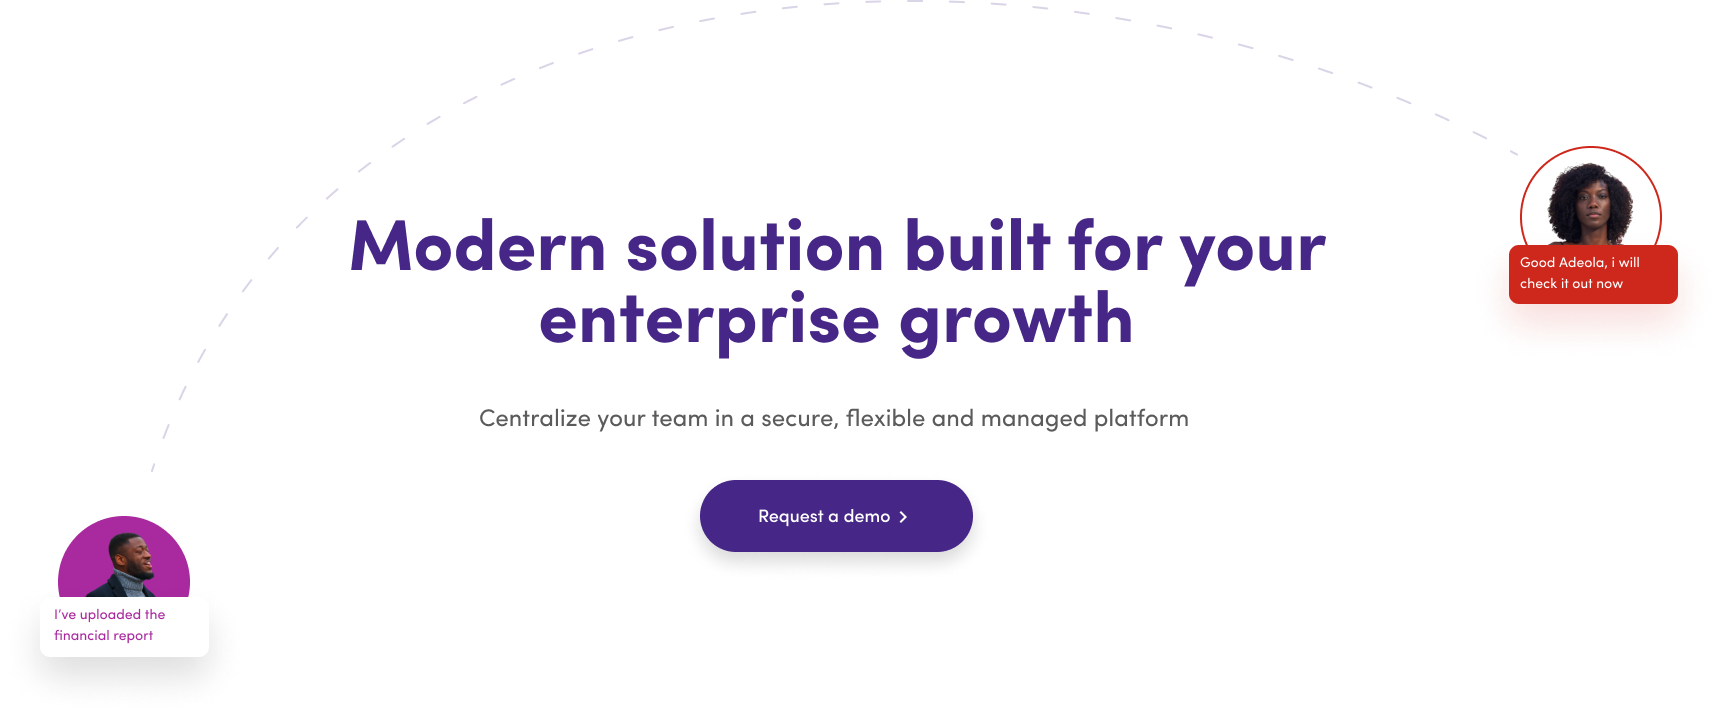 Modern solution built for your
enterprise growth
Centralize your team in a secure, flexible and managed platform
Request a demo
Good Adeola, i will
check it out now
I've uploaded the
financial report